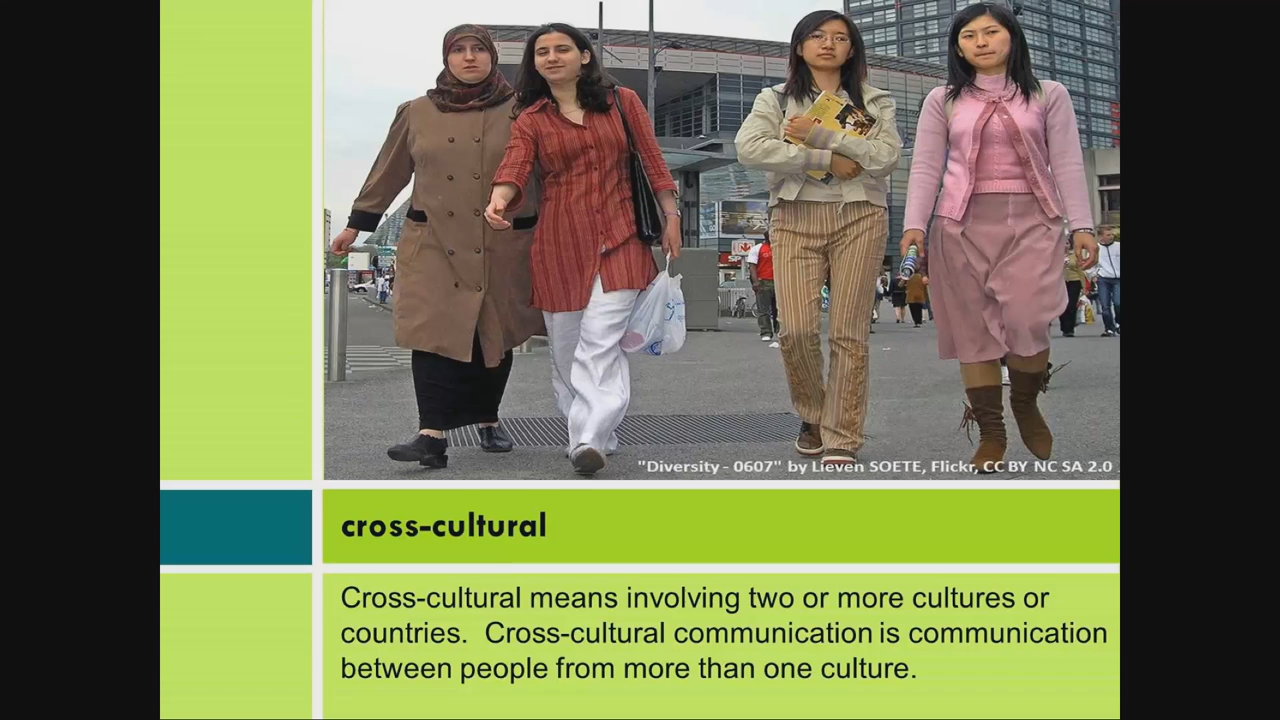 "Diversity - 0607" by Lieven SOETE, Flickr, CC BY NC SA 2.0
cross-cultural
Cross-cultural means involving two or more cultures or
countries.  Cross-cultural communication is communication
between people from more than one culture.